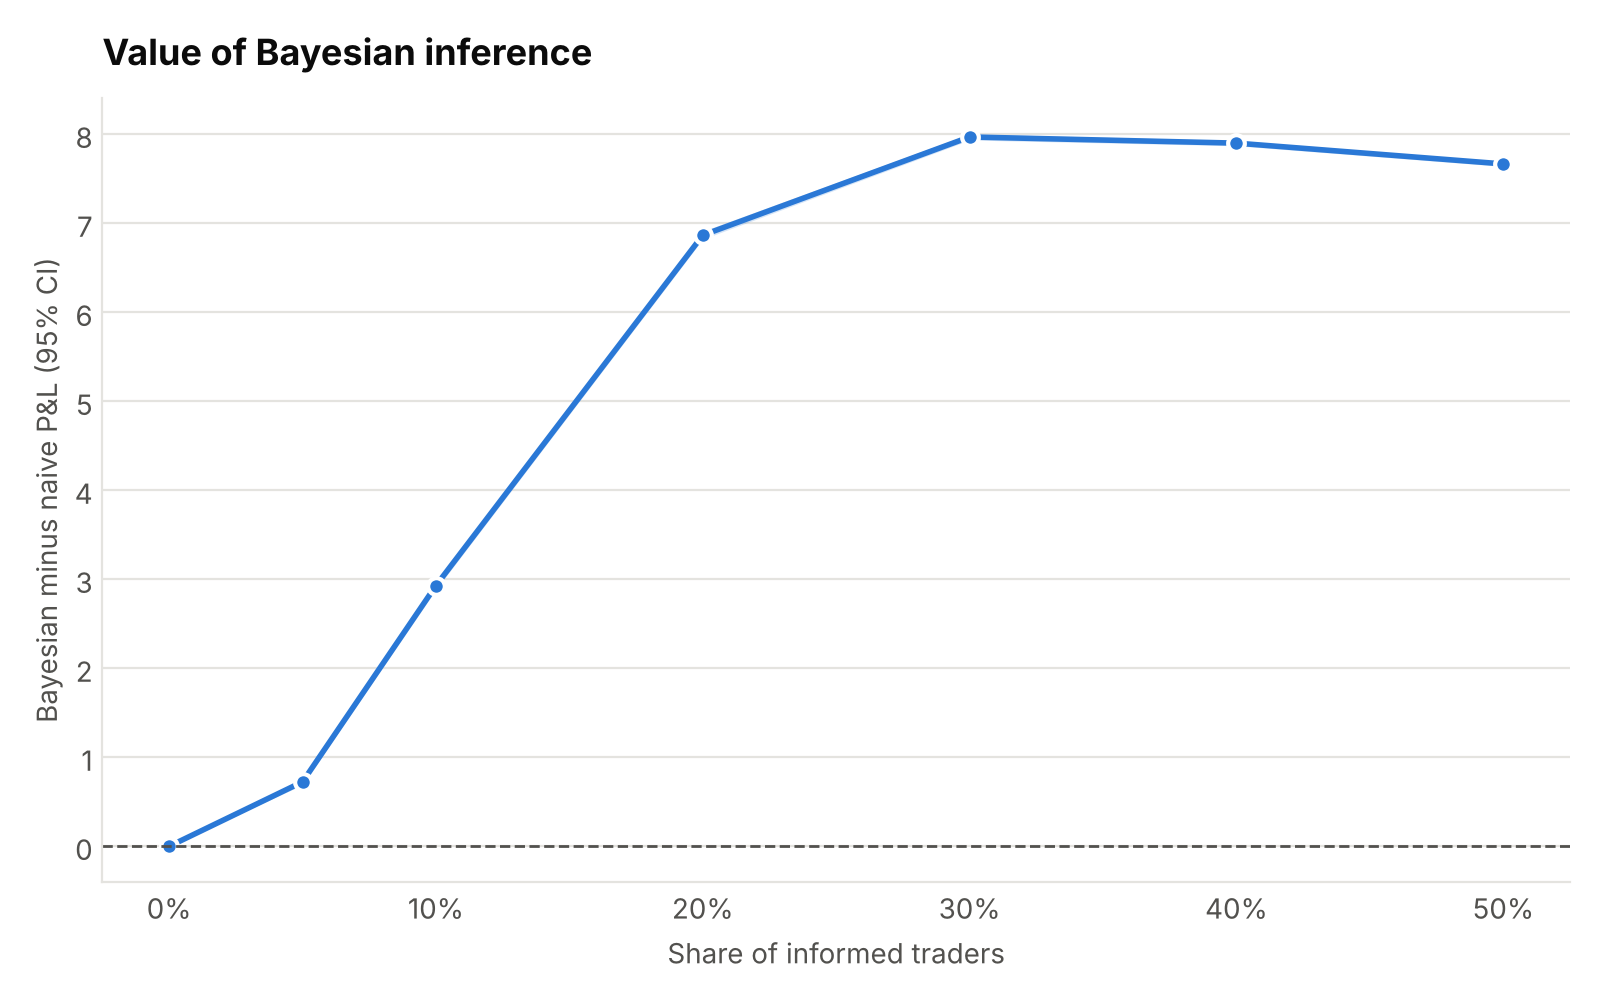 Value of Bayesian inference
Bayesian minus naive P&L (95% CI)
8
7
6
5
4
3
2
1
0
0% 10% 20% 30% 40% 50%
Share of informed traders